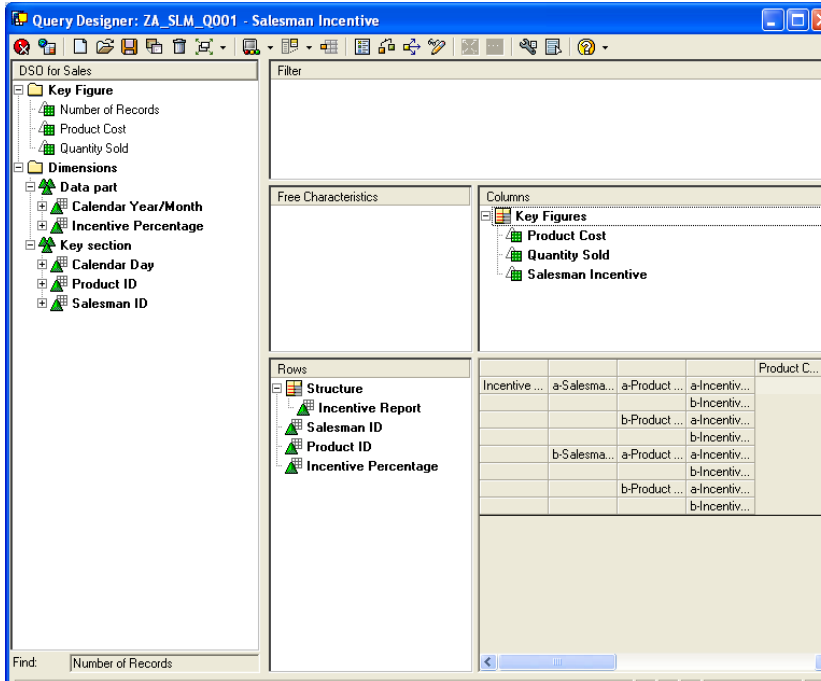 Query Designer: ZA_SLM_Q001 - Salesman Incentive
DSO for Sales
Key Figure
Number of Records
Product Cost
Quantity Sold
Dimensions
Data part
Calendar Year/Month
Incentive Percentage
Key section
Calendar Day
Product ID
Salesman ID
Find: Number of Records
Filter
Free Characteristics
Columns
Key Figures
Product Cost
Quantity Sold
Salesman Incentive
Rows
Structure
Incentive Report
Salesman ID
Product ID
Incentive Percentage
Product C...
Incentive ... a-Salesma... a-Product ... a-Incentiv...
b-Incentiv...
b-Product ... a-Incentiv...
b-Incentiv...
b-Salesma... a-Product ... a-Incentiv...
b-Incentiv...
b-Product ... a-Incentiv...
b-Incentiv...